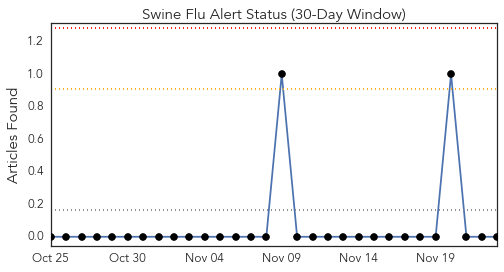 Swine Flu Alert Status (30-Day Window)
Articles Found
1.2
1.0
0.8
0.6
0.4
0.2
0.0
Oct 25 Oct 30 Nov 04 Nov 09 Nov 14 Nov 19